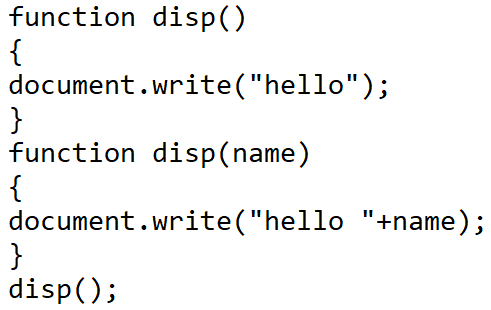 function disp()
{
document.write("hello");
}
function disp(name)
{
document.write("hello "+name);
}
disp();